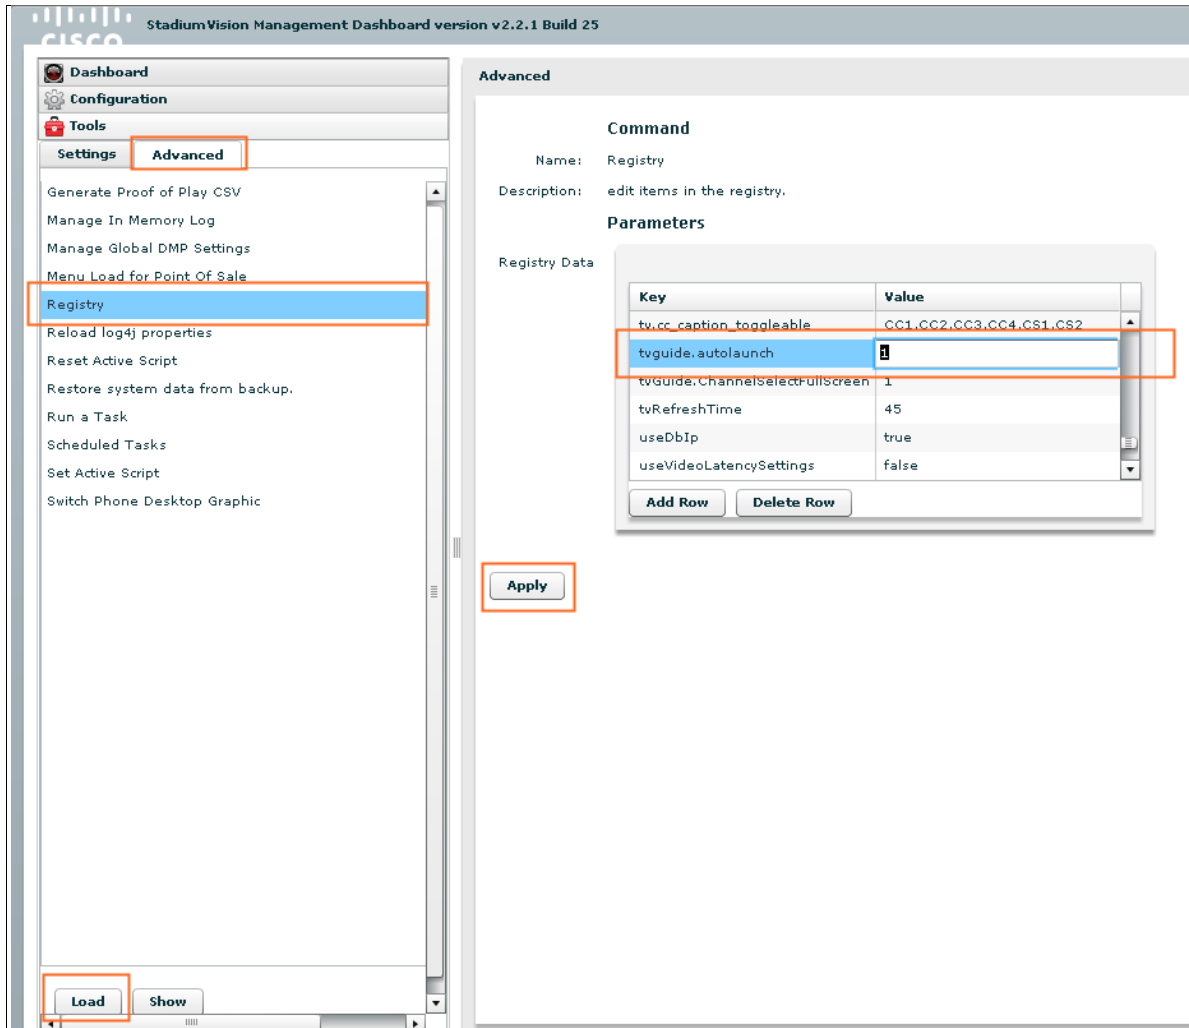 CISCO
StadiumVision Management Dashboard version v2.2.1 Build 25
Dashboard
Configuration
Tools
Settings Advanced
Generate Proof of Play CSV
Manage In Memory Log
Manage Global DMP Settings
Menu Load for Point Of Sale
Registry
Reload log4j properties
Reset Active Script
Restore system data from backup.
Run a Task
Scheduled Tasks
Set Active Script
Switch Phone Desktop Graphic
Load Show
Advanced
Command
Name: Registry
Description: edit items in the registry.
Parameters
Registry Data
Key Value
tv.cc_caption_toggleable CC1,CC2,CC3,CC4,CS1,CS2
tvguide.autolaunch 1
tvGuide.ChannelSelectFullScreen 1
tvRefreshTime 45
useDbIp true
useVideoLatencySettings false
Add Row Delete Row
Apply